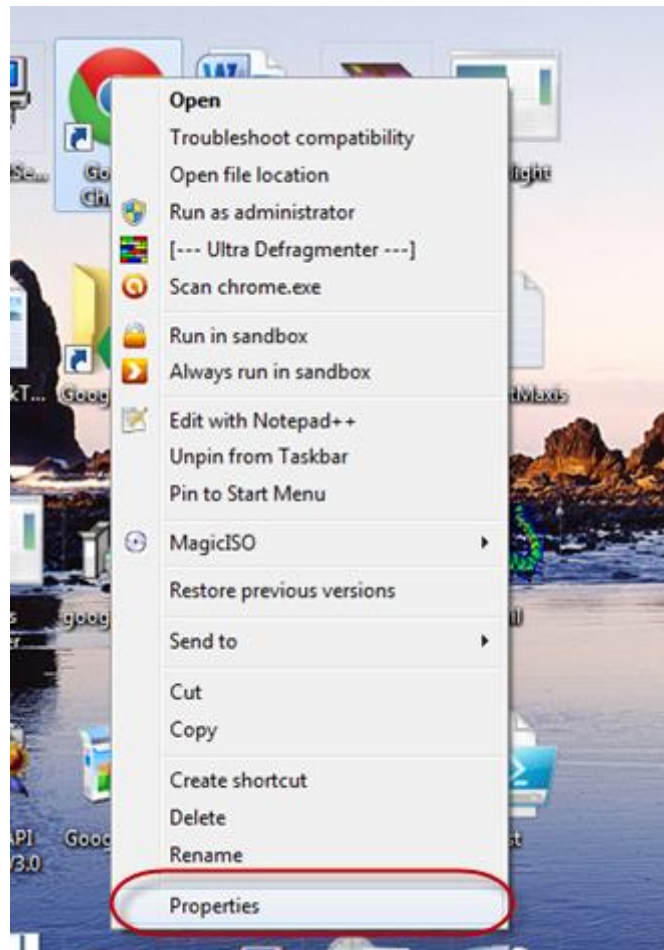 Open
Troubleshoot compatibility
Open file location
Run as administrator
[--- Ultra Defragmenter ---]
Scan chrome.exe
Run in sandbox
Always run in sandbox
Edit with Notepad++
Unpin from Taskbar
Pin to Start Menu
MagicISO
Restore previous versions
Send to
Cut
Copy
Create shortcut
Delete
Rename
Properties